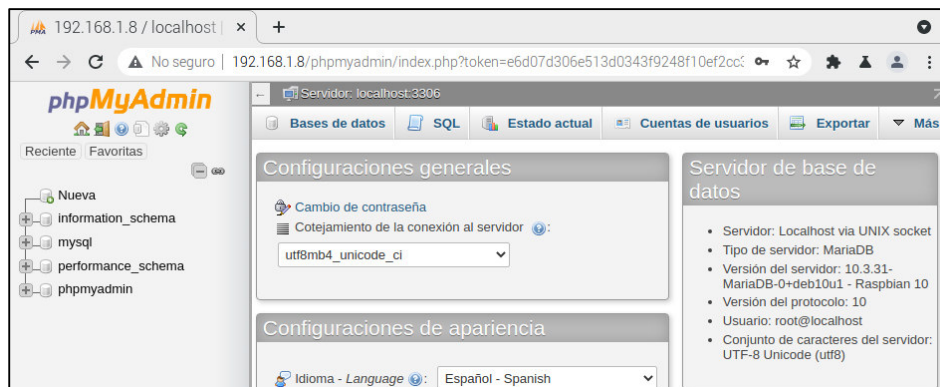 192.168.1.8 / localhost |
No seguro | 192.168.1.8/phpmyadmin/index.php?token=e6d07d306e513d0343f9248f10ef2cc3
phpMyAdmin
Reciente Favoritas
Nueva
information_schema
mysql
performance_schema
phpmyadmin
Servidor: localhost:3306
Bases de datos SQL Estado actual Cuentas de usuarios Exportar Más
Configuraciones generales
Cambio de contraseña
Cotejamiento de la conexión al servidor :
utf8mb4_unicode_ci
Configuraciones de apariencia
Idioma - Language : Español - Spanish
Servidor de base de
datos
Servidor: Localhost via UNIX socket
Tipo de servidor: MariaDB
Versión del servidor: 10.3.31-
MariaDB-0+deb10u1 - Raspbian 10
Versión del protocolo: 10
Usuario: root@localhost
Conjunto de caracteres del servidor:
UTF-8 Unicode (utf8)